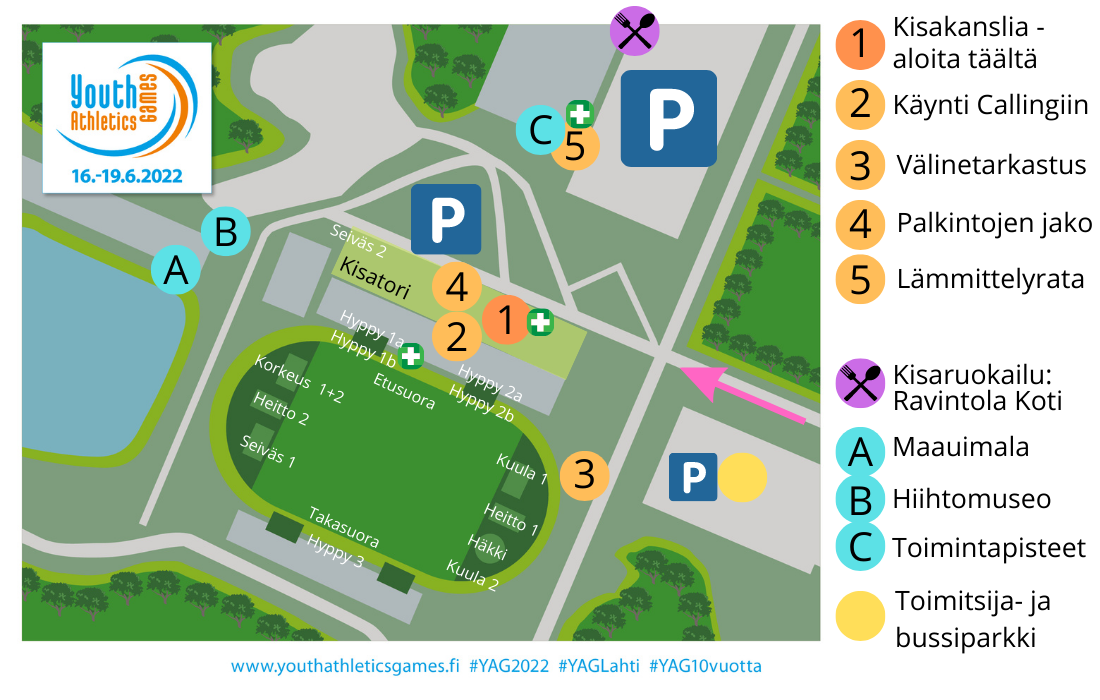 Youth
Athletics
Games
16.-19.6.2022
P
C
5
P
B
A
Seiväs 2
Kisatori
4
1
2
Hyppy 1a
Hyppy 1b
Etusuora
Hyppy 2a
Hyppy 2b
Korkeus 1+2
Heitto 2
Seiväs 1
Takasuora
Hyppy 3
Kuula 1
Heitto 1
Häkki
Kuula 2
3
P
1 Kisakanslia -
aloita täältä
2 Käynti Callingiin
3 Välinetarkastus
4 Palkintojen jako
5 Lämmittelyrata
Kisaruokailu:
Ravintola Koti
A Maauimala
B Hiihtomuseo
C Toimintapisteet
Toimitsija- ja
bussiparkki
www.youthathleticsgames.fi #YAG2022 #YAGLahti #YAG10vuotta